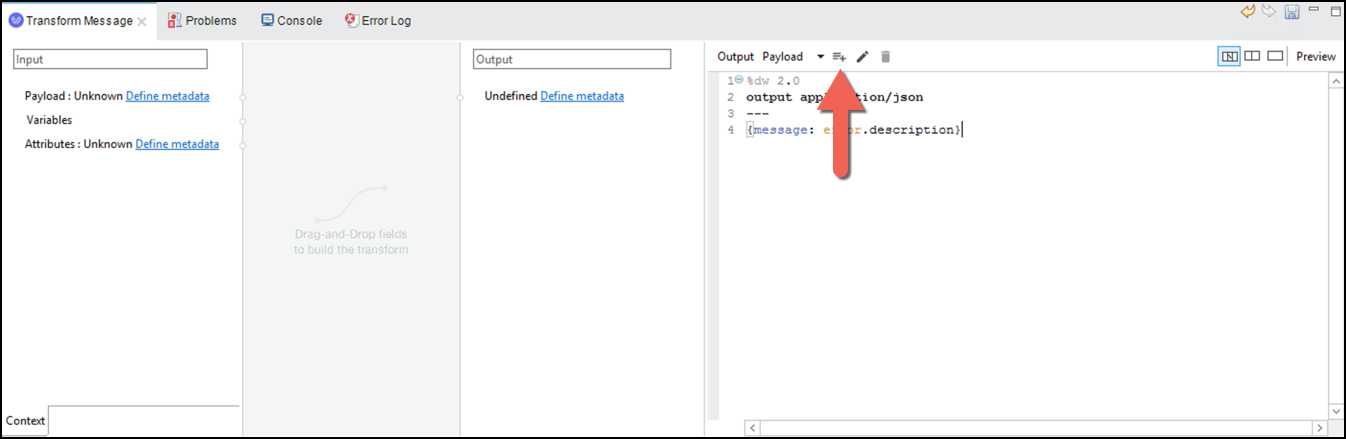 Transform Message
Problems
Console
Error Log
Input
Payload : Unknown Define metadata
Variables
Attributes : Unknown Define metadata
Context
Drag-and-Drop fields
to build the transform
Output
Undefined Define metadata
Output Payload
Preview
1 %dw 2.0
2 output app tion/json
3 ---
4 {message: e or.description}